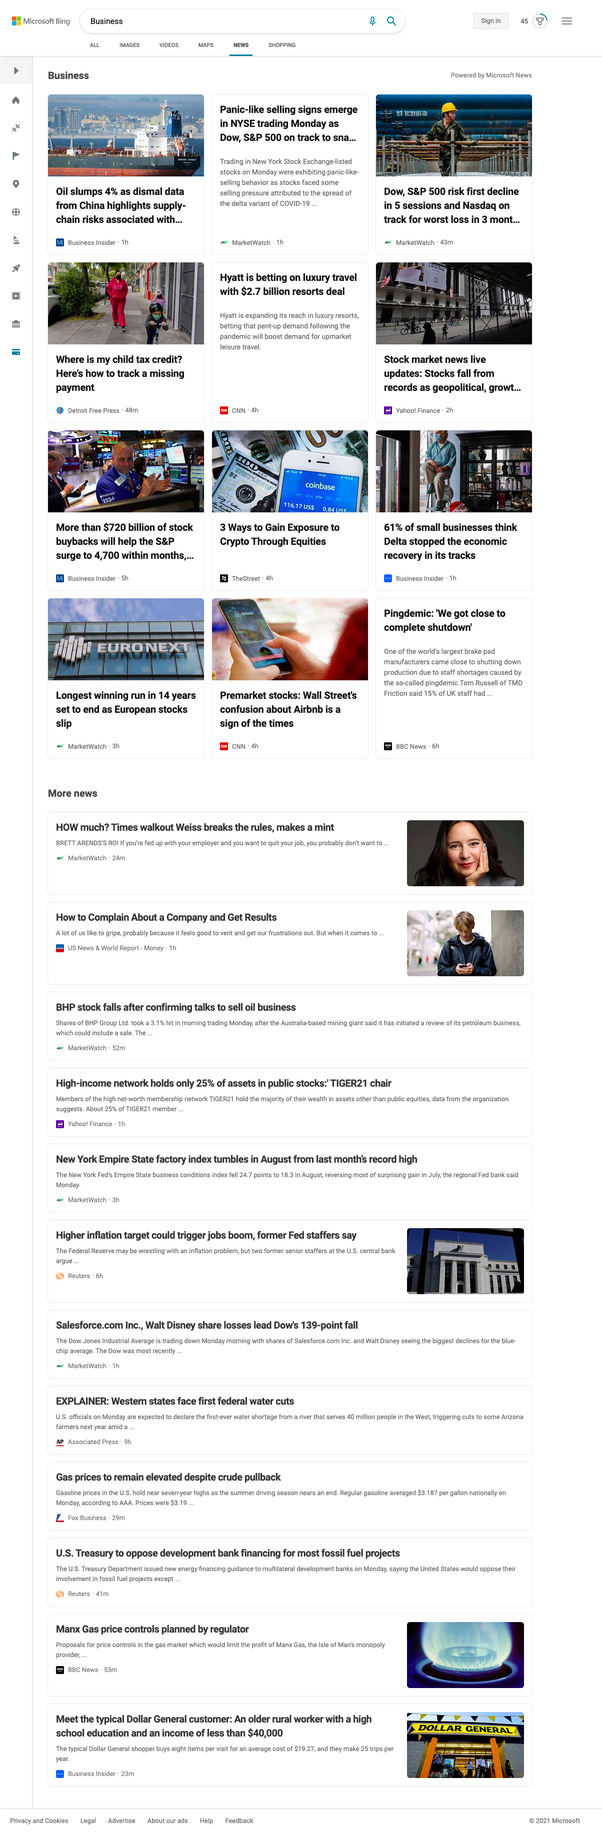 Microsoft Bing
Business
Sign in
45
ALL
IMAGES
VIDEOS
MAPS
NEWS
SHOPPING
Business
Powered by Microsoft News
Oil slumps 4% as dismal data
from China highlights supply-
chain risks associated with...
Business Insider · 1h
Panic-like selling signs emerge
in NYSE trading Monday as
Dow, S&P 500 on track to sna...
Trading in New York Stock Exchange-listed
stocks on Monday were exhibiting panic-like-
selling behavior as stocks faced some
selling pressure attributed to the spread of
the delta variant of COVID-19 ...
MarketWatch · 1h
Dow, S&P 500 risk first decline
in 5 sessions and Nasdaq on
track for worst loss in 3 mont...
MarketWatch · 43m
Where is my child tax credit?
Here's how to track a missing
payment
Detroit Free Press · 48m
Hyatt is betting on luxury travel
with $2.7 billion resorts deal
Hyatt is expanding its reach in luxury resorts,
betting that pent-up demand following the
pandemic will boost demand for upmarket
leisure travel.
CNN · 4h
Stock market news live
updates: Stocks fall from
records as geopolitical, growt...
Yahoo! Finance · 2h
More than $720 billion of stock
buybacks will help the S&P
surge to 4,700 within months,...
Business Insider · 5h
coinbase
116,17 US$
0,84 US$
3 Ways to Gain Exposure to
Crypto Through Equities
TheStreet · 4h
61% of small businesses think
Delta stopped the economic
recovery in its tracks
Business Insider · 1h
EURONEXT
Longest winning run in 14 years
set to end as European stocks
slip
MarketWatch · 3h
Premarket stocks: Wall Street's
confusion about Airbnb is a
sign of the times
CNN · 4h
Pingdemic: 'We got close to
complete shutdown'
One of the world's largest brake pad
manufacturers came close to shutting down
production due to staff shortages caused by
the so-called pingdemic.Tom Russell of TMD
Friction said 15% of UK staff had ...
BBC News · 6h
More news
HOW much? Times walkout Weiss breaks the rules, makes a mint
BRETT ARENDS'S ROI If you're fed up with your employer and you want to quit your job, you probably don't want to ...
MarketWatch · 24m
How to Complain About a Company and Get Results
A lot of us like to gripe, probably because it feels good to vent and get our frustrations out. But when it comes to ...
US News & World Report - Money · 1h
BHP stock falls after confirming talks to sell oil business
Shares of BHP Group Ltd. took a 3.1% hit in morning trading Monday, after the Australia-based mining giant said it has initiated a review of its petroleum business,
which could include a sale. The ...
MarketWatch · 52m
High-income network holds only 25% of assets in public stocks:' TIGER21 chair
Members of the high net-worth membership network TIGER21 hold the majority of their wealth in assets other than public equities, data from the organization
suggests. About 25% of TIGER21 member ...
Yahoo! Finance · 1h
New York Empire State factory index tumbles in August from last month's record high
The New York Fed's Empire State business conditions index fell 24.7 points to 18.3 in August, reversing most of surprising gain in July, the regional Fed bank said
Monday.
MarketWatch · 3h
Higher inflation target could trigger jobs boom, former Fed staffers say
The Federal Reserve may be wrestling with an inflation problem, but two former senior staffers at the U.S. central bank
argue ...
Reuters · 6h
Salesforce.com Inc., Walt Disney share losses lead Dow's 139-point fall
The Dow Jones Industrial Average is trading down Monday morning with shares of Salesforce.com Inc. and Walt Disney seeing the biggest declines for the blue-
chip average. The Dow was most recently ...
MarketWatch · 1h
EXPLAINER: Western states face first federal water cuts
U.S. officials on Monday are expected to declare the first-ever water shortage from a river that serves 40 million people in the West, triggering cuts to some Arizona
farmers next year amid a ...
AP
Associated Press · 9h
Gas prices to remain elevated despite crude pullback
Gasoline prices in the U.S. hold near seven-year highs as the summer driving season nears an end. Regular gasoline averaged $3.187 per gallon nationally on
Monday, according to AAA. Prices were $3.19 ...
Fox Business · 29m
U.S. Treasury to oppose development bank financing for most fossil fuel projects
The U.S. Treasury Department issued new energy financing guidance to multilateral development banks on Monday, saying the United States would oppose their
involvement in fossil fuel projects except ...
Reuters · 41m
Manx Gas price controls planned by regulator
Proposals for price controls in the gas market which would limit the profit of Manx Gas, the Isle of Man's monopoly
provider, ...
BBC News · 53m
Meet the typical Dollar General customer: An older rural worker with a high
school education and an income of less than $40,000
The typical Dollar General shopper buys eight items per visit for an average cost of $19.27, and they make 25 trips per
year.
Business Insider · 23m
DOLLAR GENERAL
Privacy and Cookies
Legal
Advertise
About our ads
Help
Feedback
© 2021 Microsoft